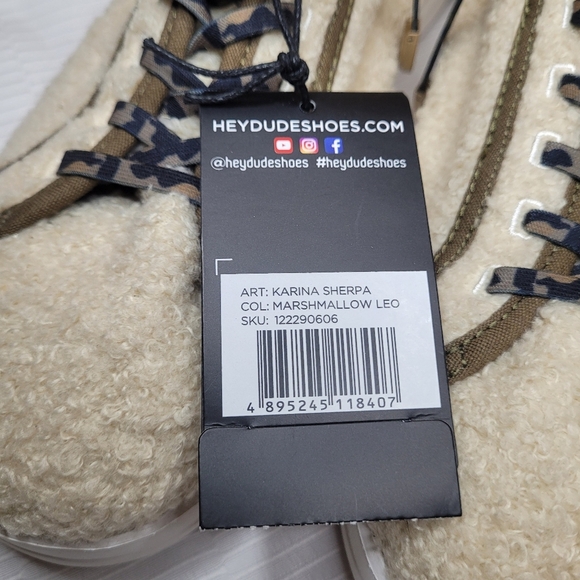 HEYDUDESHOES.COM
@heydudeshoes #heydudeshoes
ART: KARINA SHERPA
COL: MARSHMALLOW LEO
SKU: 122290606
4 895245 118407